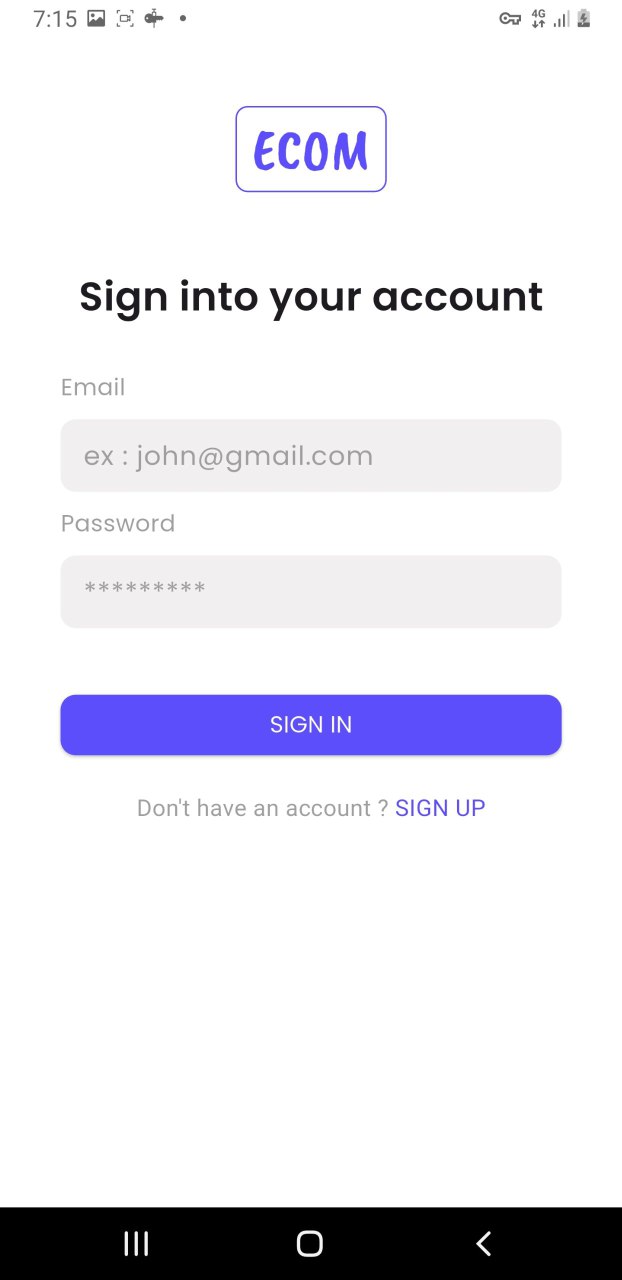 7:15
4G
ECOM
Sign into your account
Email
ex : john@gmail.com
Password
*********
SIGN IN
Don't have an account ? SIGN UP